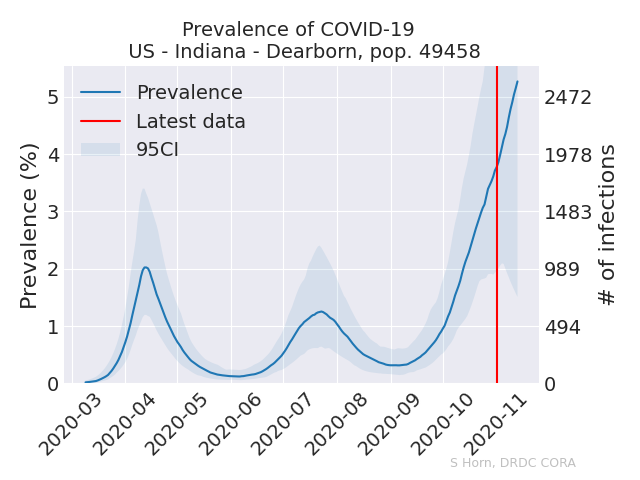 Prevalence of COVID-19
US - Indiana - Dearborn, pop. 49458
Prevalence
Latest data
95CI
Prevalence (%)
5
4
3
2
1
0
2472
1978
1483
989
494
0
# of infections
2020-03
2020-04
2020-05
2020-06
2020-07
2020-08
2020-09
2020-10
2020-11
S Horn, DRDC CORA